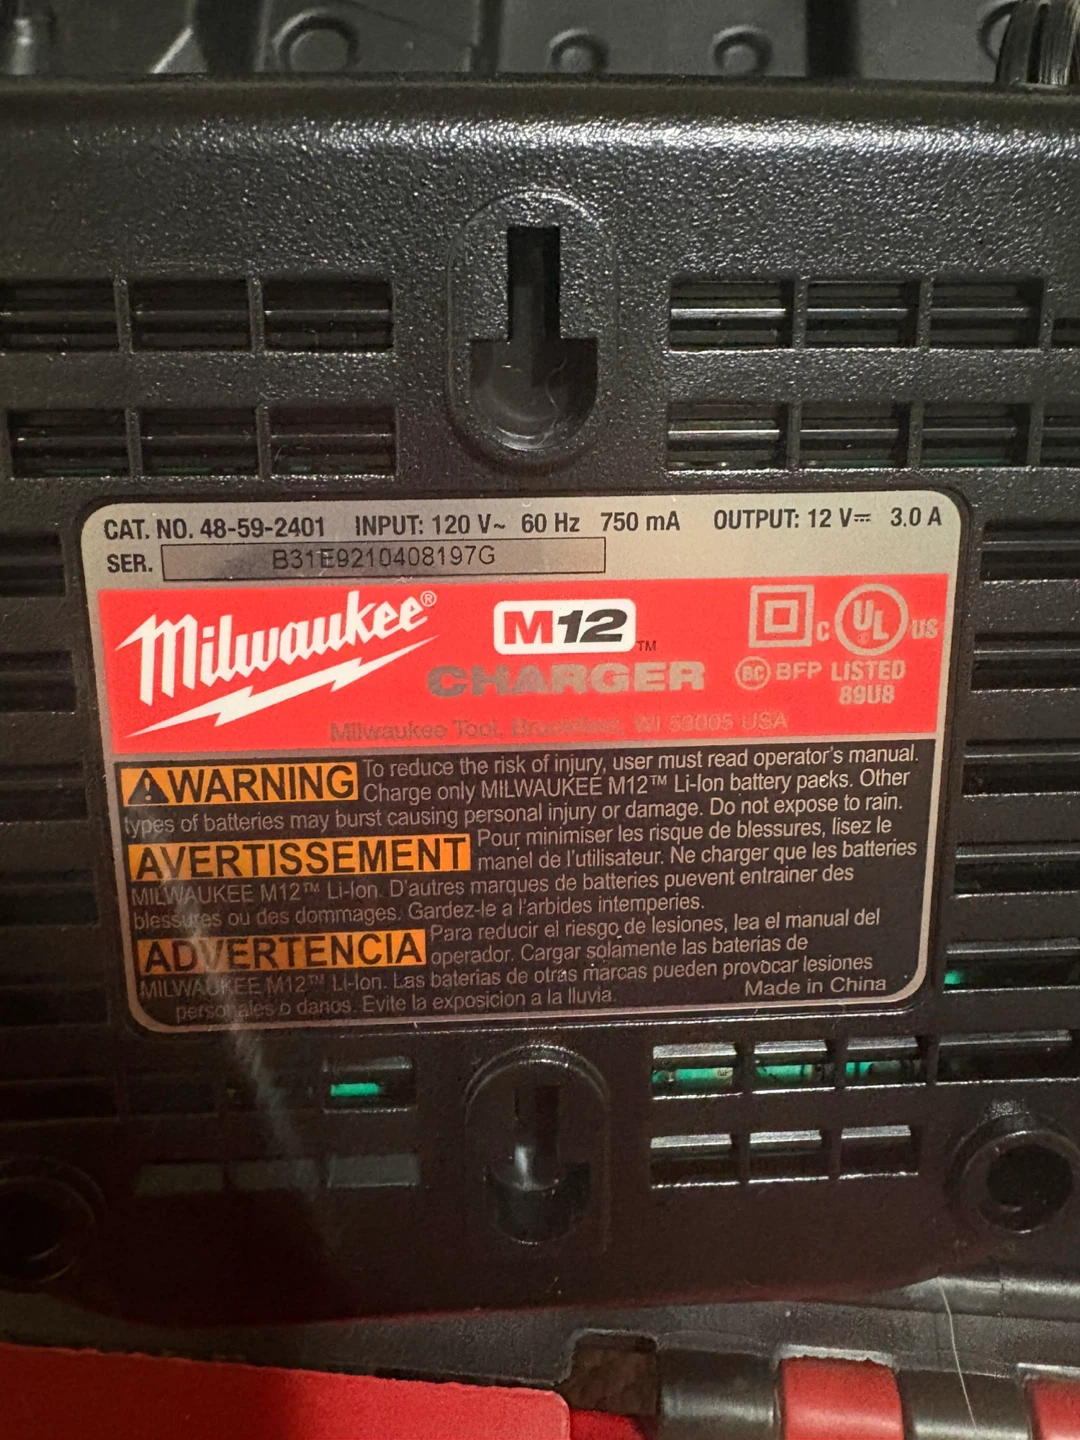 CAT. NO. 48-59-2401 INPUT: 120 V~ 60 Hz 750 mA OUTPUT: 12 V⎓ 3.0 A
SER. B31E9210408197G
Milwaukee®
M12™
CHARGER
C UL US
BC BFP LISTED
89U8
Milwaukee Tool, Brookfield, WI 53005 USA
⚠WARNING To reduce the risk of injury, user must read operator's manual.
Charge only MILWAUKEE M12™ Li-Ion battery packs. Other
types of batteries may burst causing personal injury or damage. Do not expose to rain.
AVERTISSEMENT Pour minimiser les risque de blessures, lisez le
manel de l'utilisateur. Ne charger que les batteries
MILWAUKEE M12™ Li-Ion. D'autres marques de batteries puevent entrainer des
blessures ou des dommages. Gardez-le a l'arbides intemperies.
ADVERTENCIA Para reducir el riesgo de lesiones, lea el manual del
operador. Cargar solamente las baterias de
MILWAUKEE M12™ Li-Ion. Las baterias de otras marcas pueden provocar lesiones
personales o danos. Evite la exposicion a la lluvia. Made in China